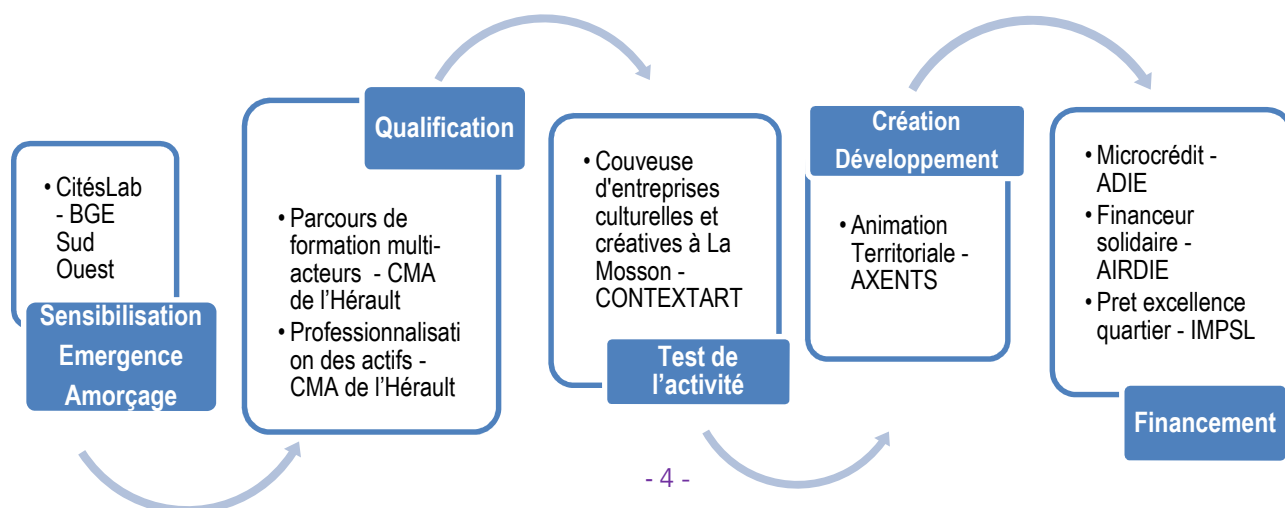 • CitésLab
- BGE
Sud
Ouest
Sensibilisation
Emergence
Amorçage
Qualification
• Parcours de
formation multi-
acteurs - CMA
de l’Hérault
• Professionnalisati
on des actifs -
CMA de l’Hérault
• Couveuse
d'entreprises
culturelles et
créatives à La
Mosson -
CONTEXTART
Test de
l’activité
Création
Développement
• Animation
Territoriale -
AXENTS
• Microcrédit -
ADIE
• Financeur
solidaire -
AIRDIE
• Pret excellence
quartier - IMPSL
Financement
- 4 -